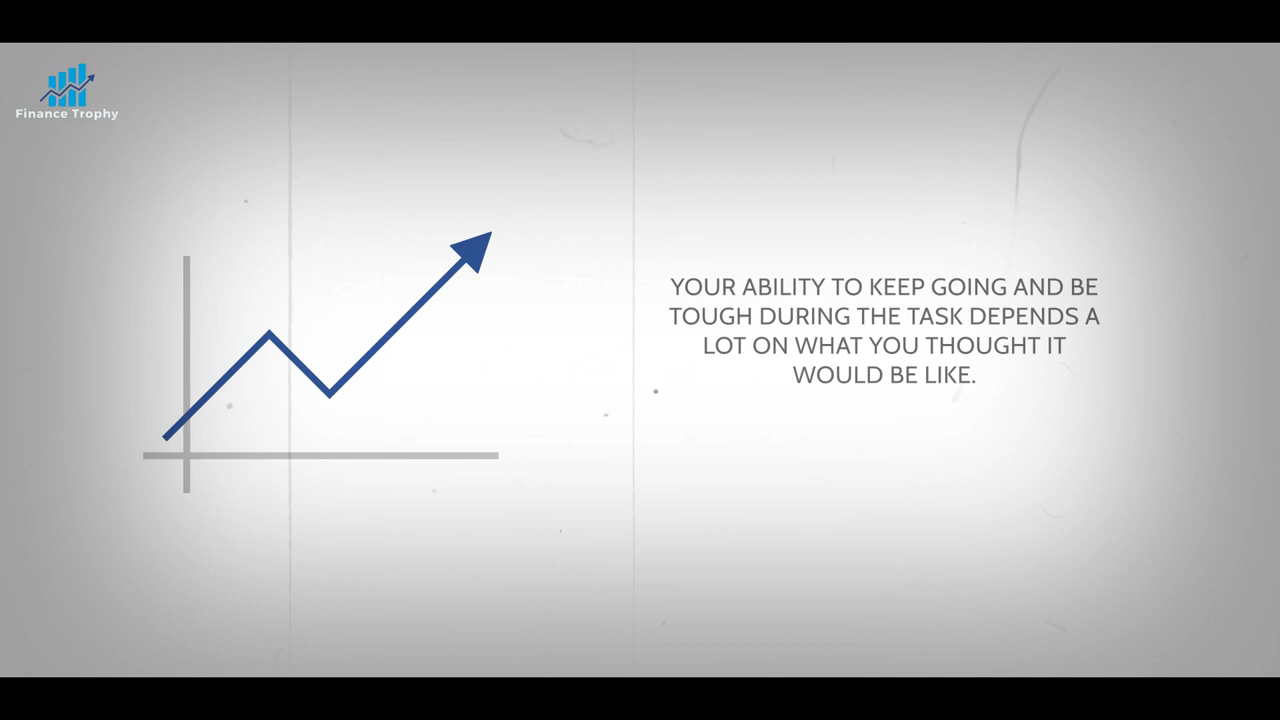 Finance Trophy
YOUR ABILITY TO KEEP GOING AND BE
TOUGH DURING THE TASK DEPENDS A
LOT ON WHAT YOU THOUGHT IT
WOULD BE LIKE.